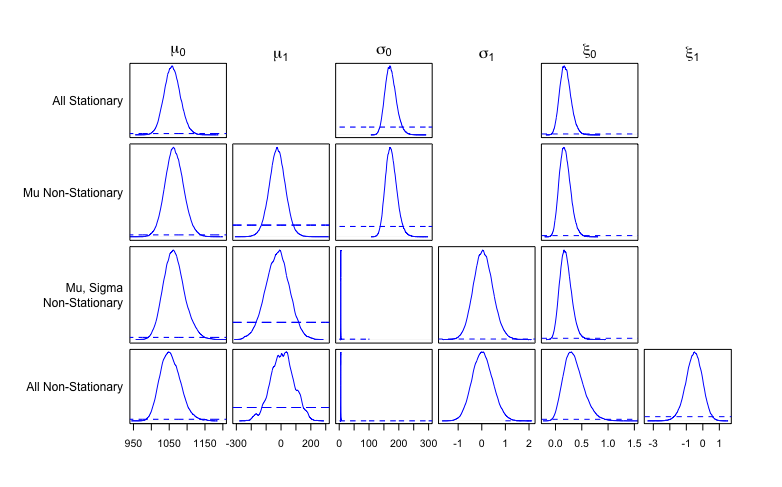 μ0 μ1 σ0 σ1 ξ0 ξ1
All Stationary
Mu Non-Stationary
Mu, Sigma
Non-Stationary
All Non-Stationary
950 1050 1150 -300 0 200 0 100 200 300 -1 0 1 2 0.0 0.5 1.0 1.5 -3 -1 0 1